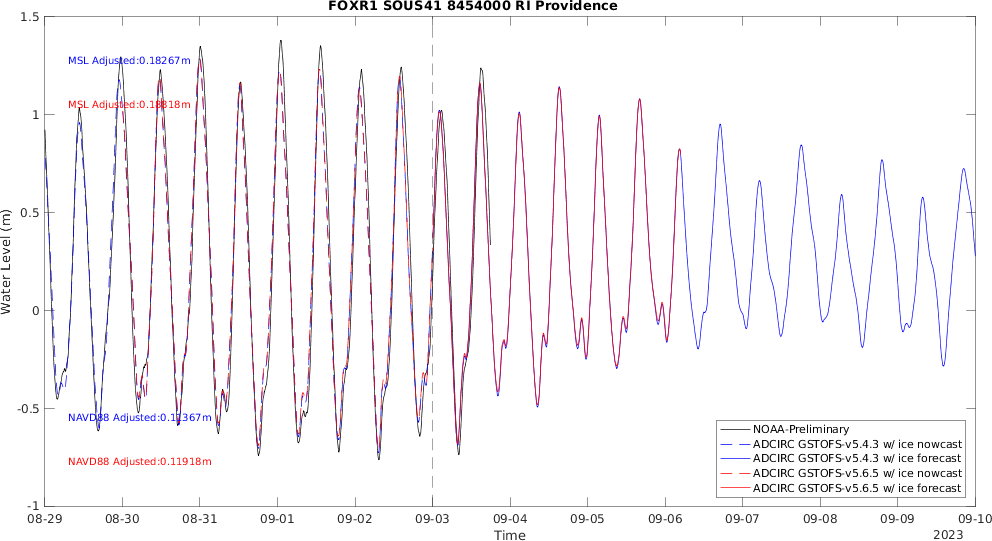 FOXR1 SOUS41 8454000 RI Providence
1.5
MSL Adjusted:0.18267m
MSL Adjusted:0.18818m
1
0.5
Water Level (m)
0
-0.5
NAVD88 Adjusted:0.12367m
NAVD88 Adjusted:0.11918m
NOAA-Preliminary
ADCIRC GSTOFS-v5.4.3 w/ ice nowcast
ADCIRC GSTOFS-v5.4.3 w/ ice forecast
ADCIRC GSTOFS-v5.6.5 w/ ice nowcast
ADCIRC GSTOFS-v5.6.5 w/ ice forecast
-1
08-29 08-30 08-31 09-01 09-02 09-03 09-04 09-05 09-06 09-07 09-08 09-09 09-10
Time
2023